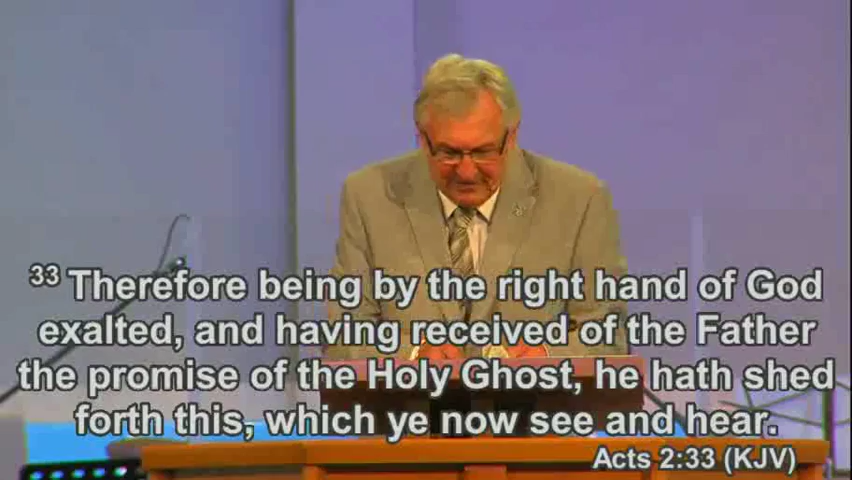 33 Therefore being by the right hand of God
exalted, and having received of the Father
the promise of the Holy Ghost, he hath shed
forth this, which ye now see and hear.
Acts 2:33 (KJV)